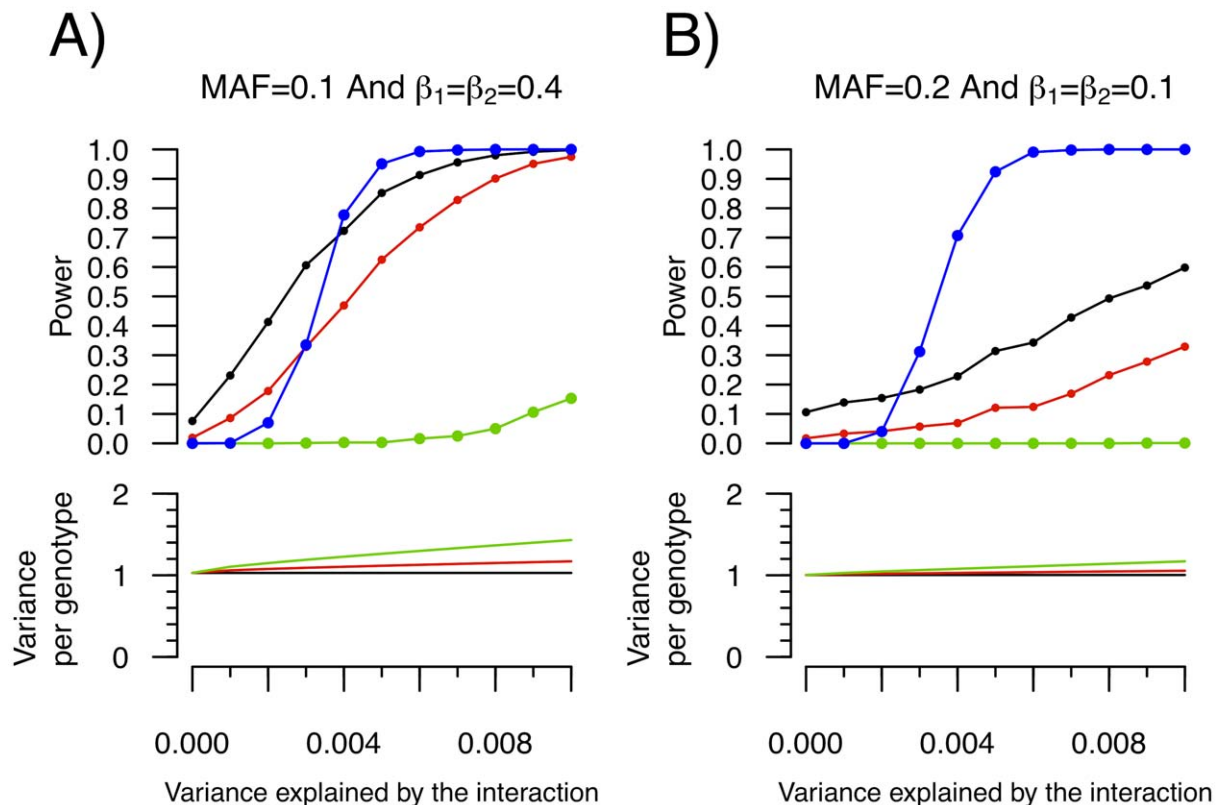 A)
MAF=0.1 And β₁=β₂=0.4
1.0
0.9
0.8
0.7
0.6
0.5
0.4
0.3
0.2
0.1
0.0
Power
2
1
0
Variance
per genotype
0.000 0.004 0.008
Variance explained by the interaction
B)
MAF=0.2 And β₁=β₂=0.1
1.0
0.9
0.8
0.7
0.6
0.5
0.4
0.3
0.2
0.1
0.0
Power
2
1
0
Variance
per genotype
0.000 0.004 0.008
Variance explained by the interaction